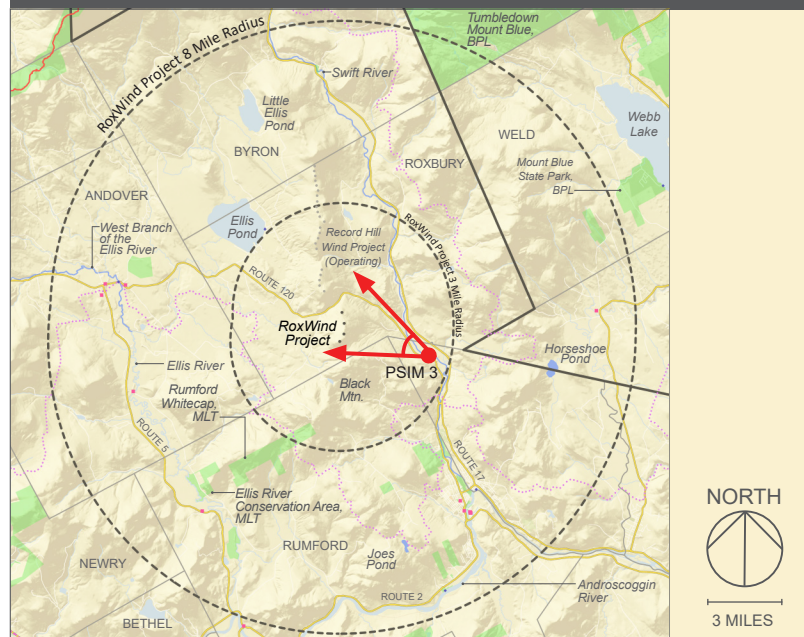 Tumbledown
Mount Blue,
BPL
RoxWind Project 8 Mile Radius
Swift River
Little
Ellis
Pond
Webb
Lake
BYRON
WELD
ROXBURY
Mount Blue
State Park,
BPL
ANDOVER
West Branch
of the
Ellis River
Ellis
Pond
Record Hill
Wind Project
(Operating)
RoxWind Project 3 Mile Radius
ROUTE 120
RoxWind
Project
Horseshoe
Pond
Ellis River
PSIM 3
Rumford
Whitecap,
MLT
Black
Mtn.
ROUTE 5
ROUTE 17
Ellis River
Conservation Area,
MLT
NORTH
RUMFORD
Joes
Pond
NEWRY
ROUTE 2
Androscoggin
River
BETHEL
3 MILES